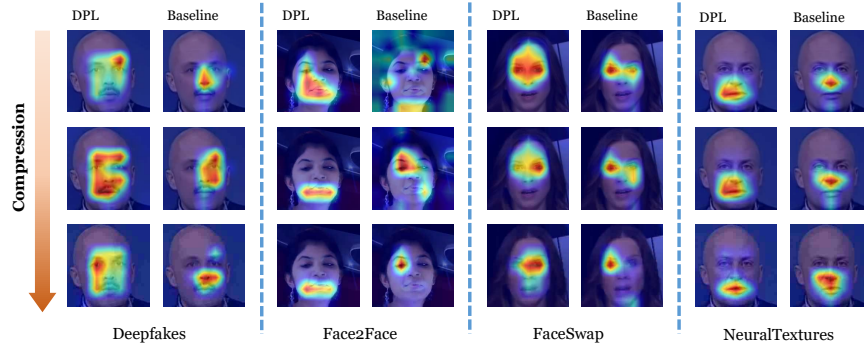 DPL Baseline DPL Baseline DPL Baseline DPL Baseline
Compression
Deepfakes Face2Face FaceSwap NeuralTextures